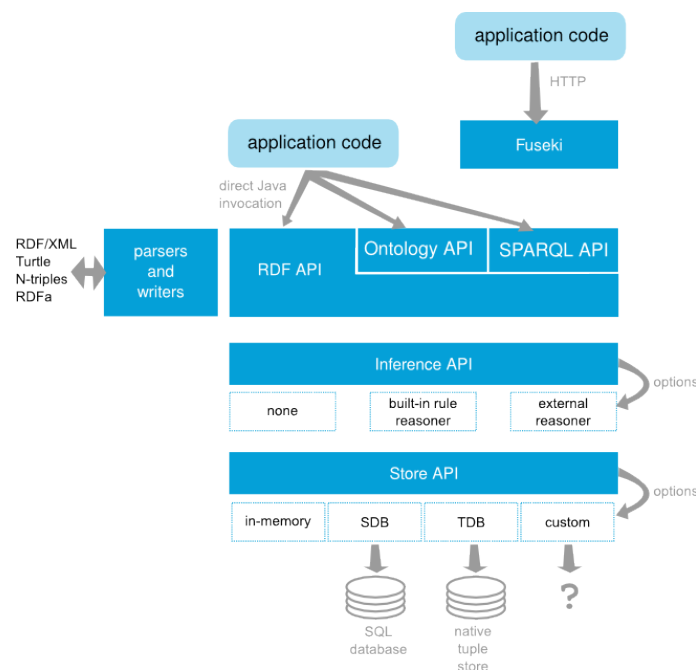 application code
HTTP
Fuseki
application code
direct Java
invocation
RDF/XML
Turtle
N-triples
RDFa
parsers
and
writers
RDF API
Ontology API
SPARQL API
Inference API
options
none
built-in rule
reasoner
external
reasoner
Store API
options
in-memory
SDB
TDB
custom
SQL
database
native
tuple
store
?